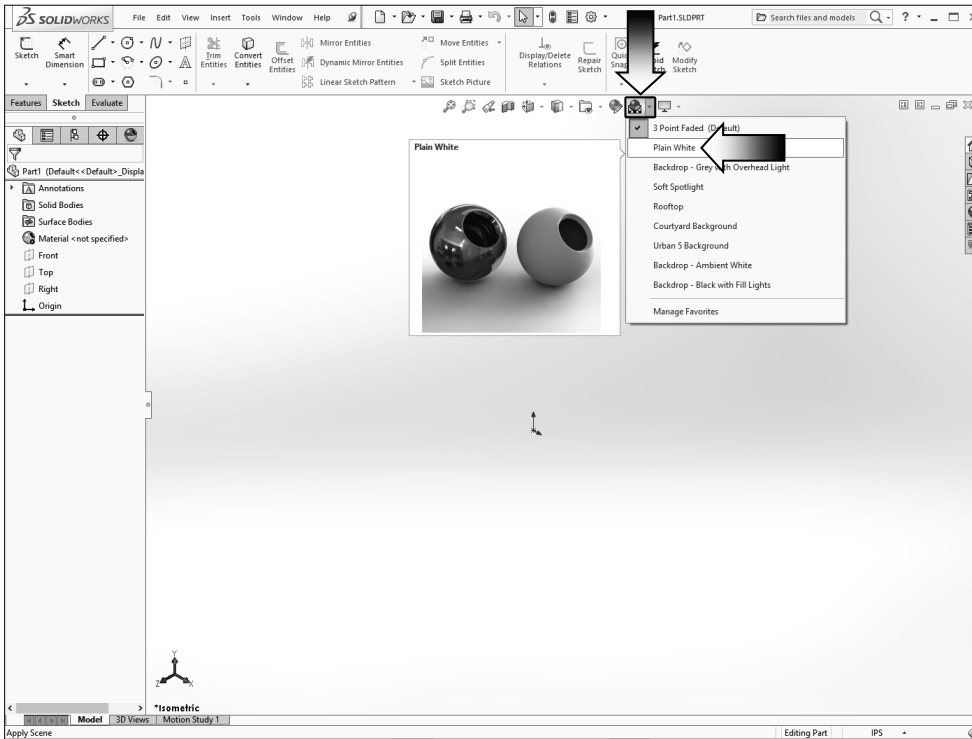 SOLIDWORKS File Edit View Insert Tools Window Help Part1.SLDPRT Search files and models ?
Sketch Smart Dimension Trim Entities Convert Entities Offset Entities Mirror Entities Dynamic Mirror Entities Linear Sketch Pattern Move Entities Split Entities Sketch Picture Display/Delete Relations Repair Sketch Modify Sketch
Features Sketch Evaluate
Part1 (Default<<Default>_Displa
Annotations
Solid Bodies
Surface Bodies
Material <not specified>
Front
Top
Right
Origin
Plain White
3 Point Faded
Plain White
Backdrop - Grey with Overhead Light
Soft Spotlight
Rooftop
Courtyard Background
Urban 5 Background
Backdrop - Ambient White
Backdrop - Black with Fill Lights
Manage Favorites
Y
Z X
*Isometric
Model 3D Views Motion Study 1
Apply Scene Editing Part IPS